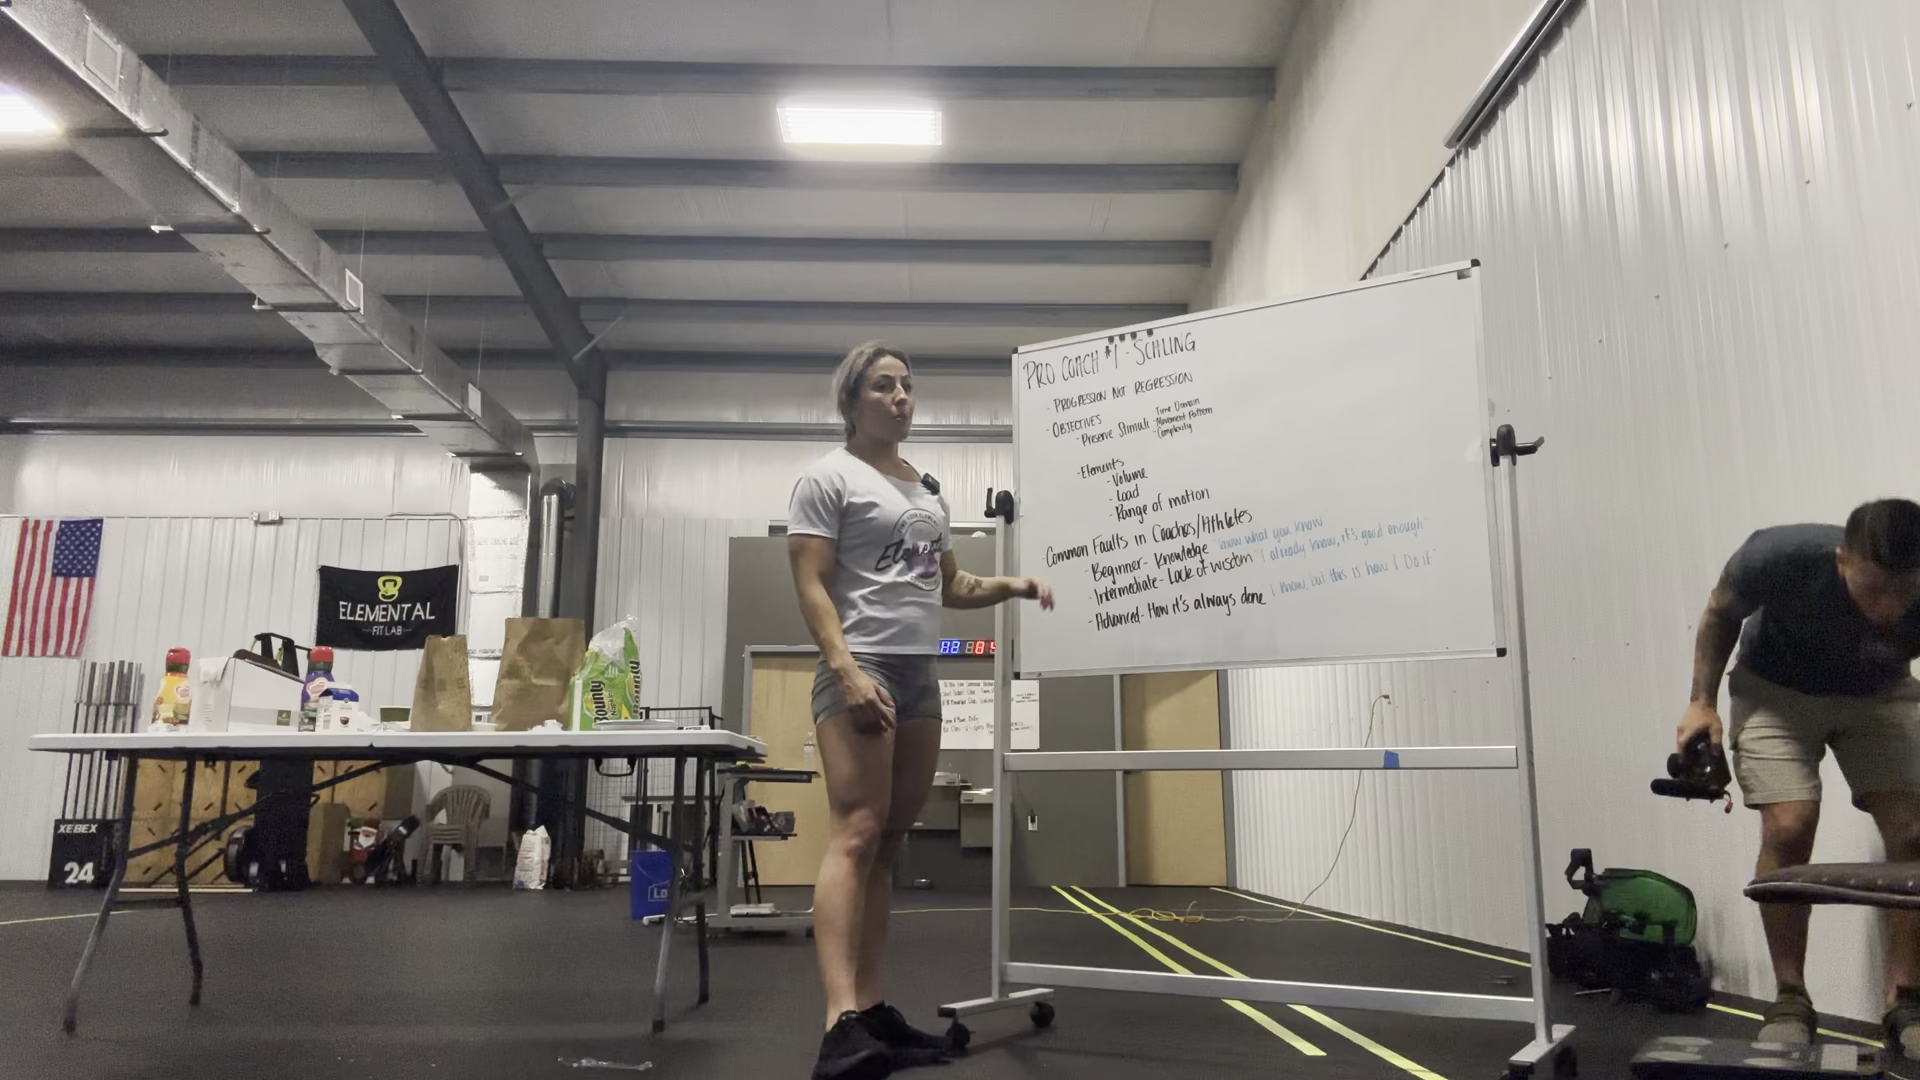 PRO COACH #1 - SCALING
- PROGRESSION NOT REGRESSION
- OBJECTIVES
- Preserve Stimuli
- Time Domain
- Movement Pattern
- Complexity
- Elements
- Volume
- Load
- Range of motion
Common Faults in Coaches/Athletes
- Beginner- Knowledge "know what you know"
- Intermediate- Lack of wisdom "I already know, it's good enough"
- Advanced- How it's always done "I know, but this is how I Do it"
ELEMENTAL
FIT LAB
BOUNTY
XEBEX
24